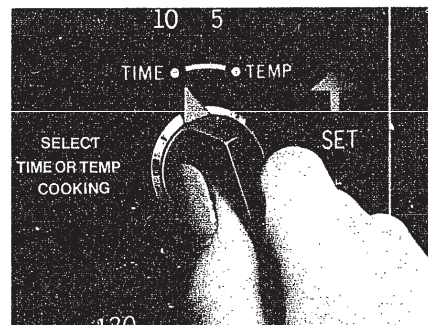 10 5
TIME TEMP
SET
SELECT
TIME OR TEMP
COOKING
120